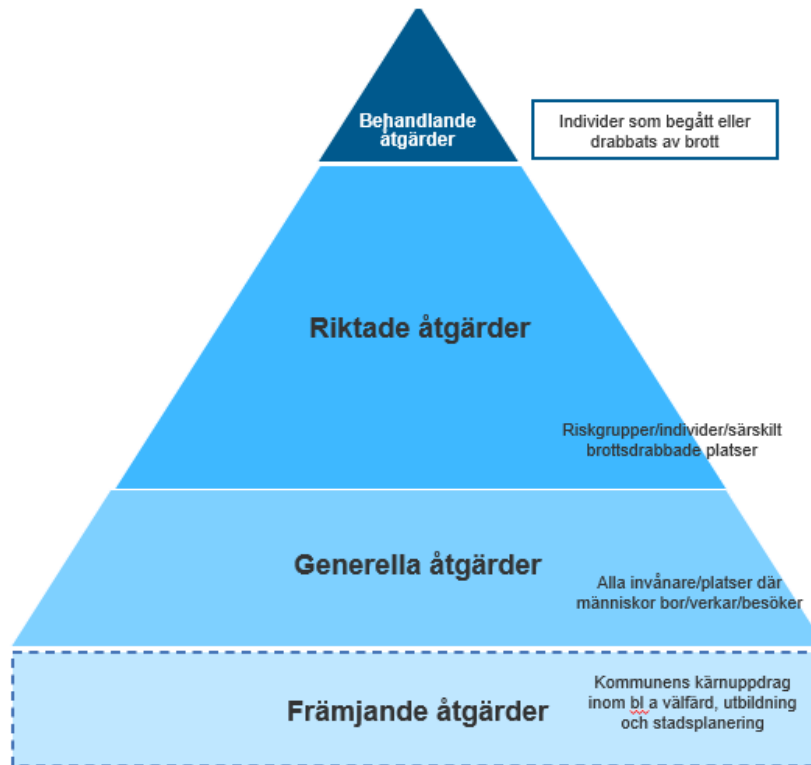 Behandlande
åtgärder
Individer som begått eller
drabbats av brott
Riktade åtgärder
Riskgrupper/individer/särskilt
brottsdrabbade platser
Generella åtgärder
Alla invånare/platser där
människor bor/verkar/besöker
Främjande åtgärder
Kommunens kärnuppdrag
inom bl a välfärd, utbildning
och stadsplanering